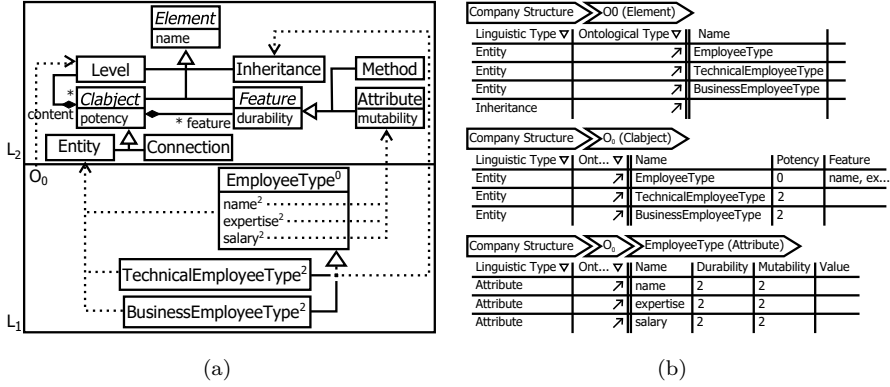 Element
name
Level
Inheritance
Method
*
Clabject
Feature
Attribute
content
potency
* feature
durability
mutability
L2
Entity
Connection
O0
EmployeeType0
name2
expertise2
salary2
TechnicalEmployeeType2
BusinessEmployeeType2
L1
(a)
Company Structure O0 (Element)
Linguistic Type ▽ Ontological Type ▽ Name
Entity ↗ EmployeeType
Entity ↗ TechnicalEmployeeType
Entity ↗ BusinessEmployeeType
Inheritance ↗
Company Structure O0 (Clabject)
Linguistic Type ▽ Ont... ▽ Name Potency Feature
Entity ↗ EmployeeType 0 name, ex...
Entity ↗ TechnicalEmployeeType 2
Entity ↗ BusinessEmployeeType 2
Company Structure O0 EmployeeType (Attribute)
Linguistic Type ▽ Ont... ▽ Name Durability Mutability Value
Attribute ↗ name 2 2
Attribute ↗ expertise 2 2
Attribute ↗ salary 2 2
(b)